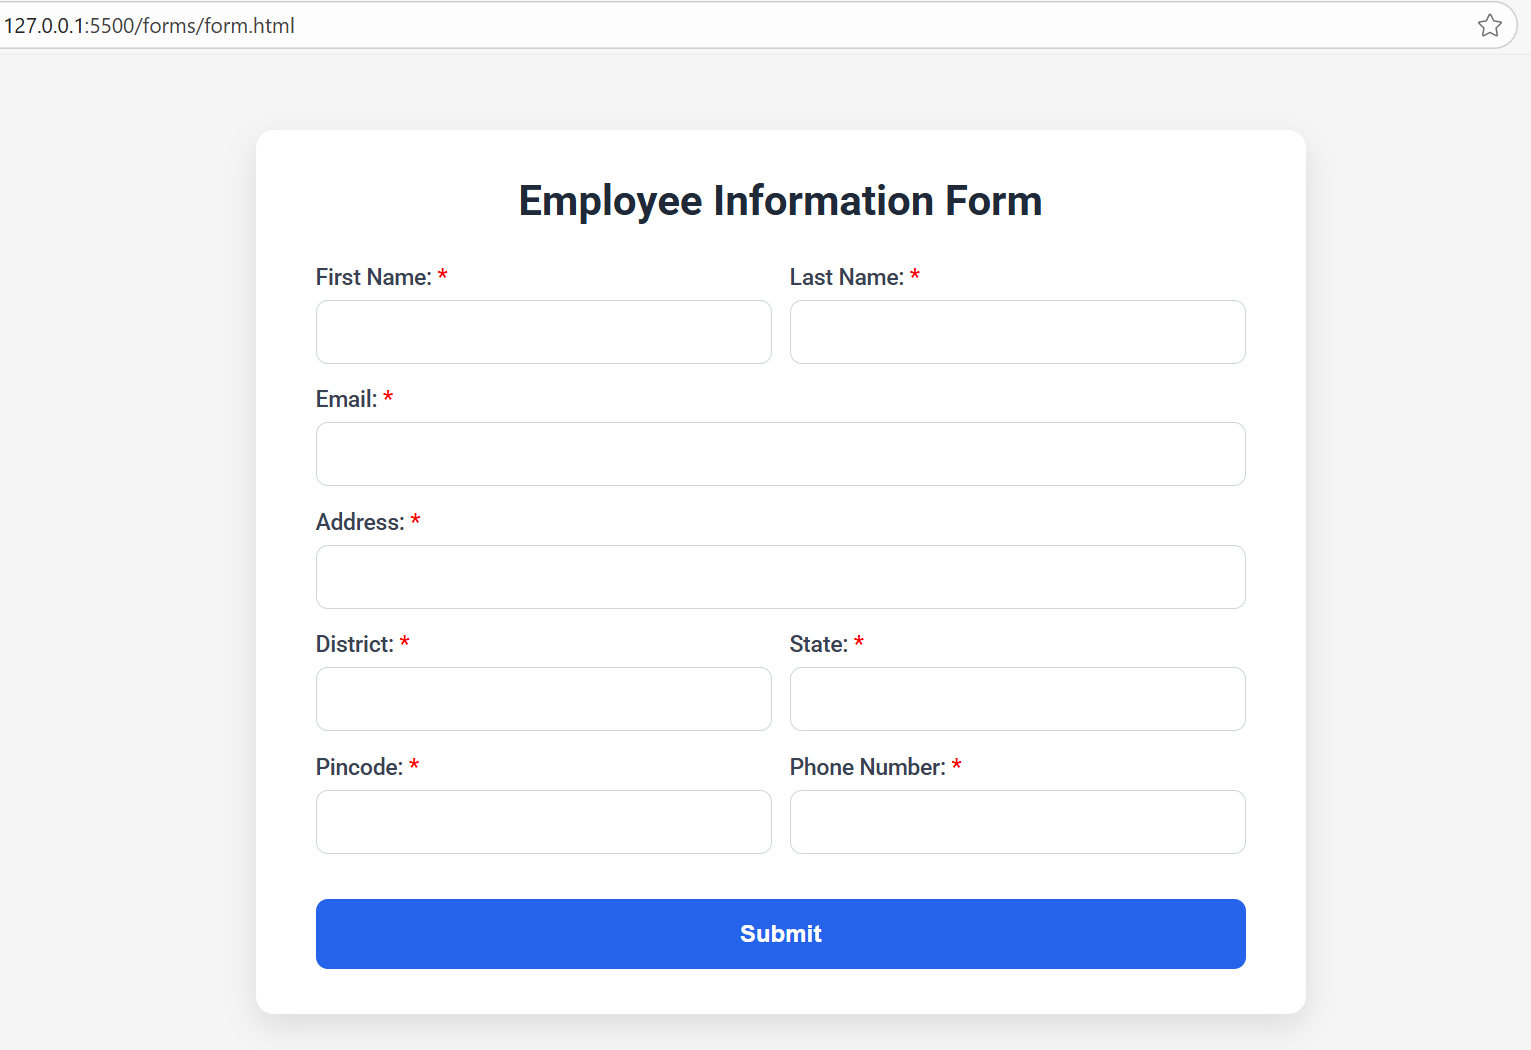 127.0.0.1:5500/forms/form.html
Employee Information Form
First Name: * Last Name: *
Email: *
Address: *
District: * State: *
Pincode: * Phone Number: *
Submit